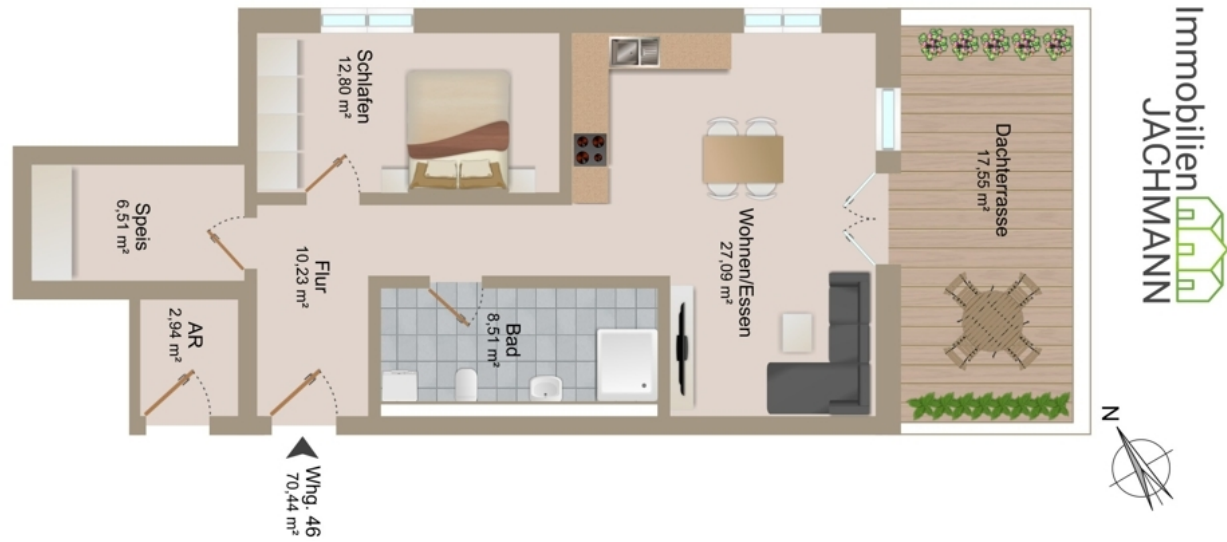 Immobilien
JACHMANN
Dachterrasse
17,55 m²
Wohnen/Essen
27,09 m²
Schlafen
12,80 m²
Bad
8,51 m²
Flur
10,23 m²
Speis
6,51 m²
AR
2,94 m²
Whg. 46
70,44 m²
N